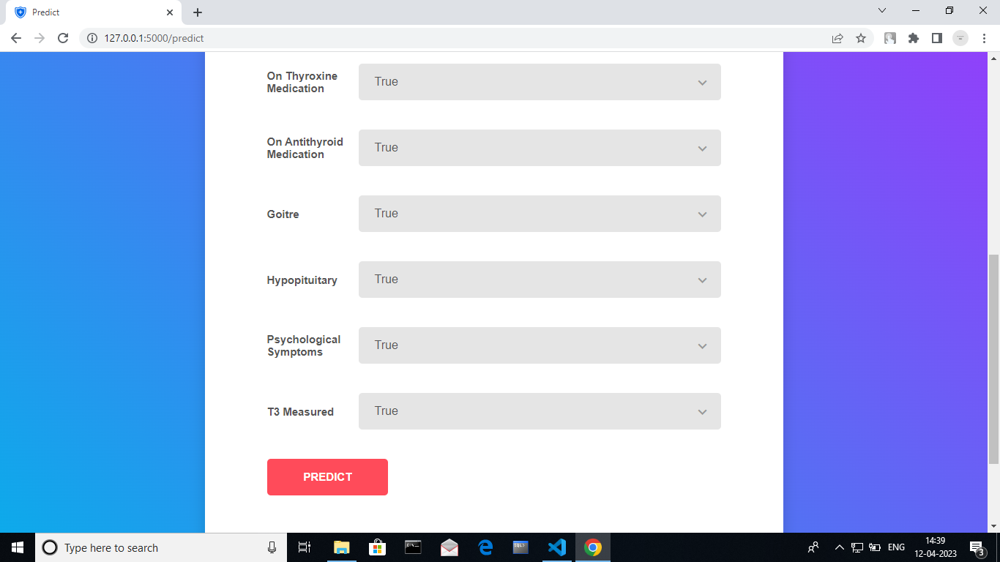 Predict
127.0.0.1:5000/predict
On Thyroxine
Medication
True
On Antithyroid
Medication
True
Goitre
True
Hypopituitary
True
Psychological
Symptoms
True
T3 Measured
True
PREDICT
Type here to search
ENG
14:39
12-04-2023
3